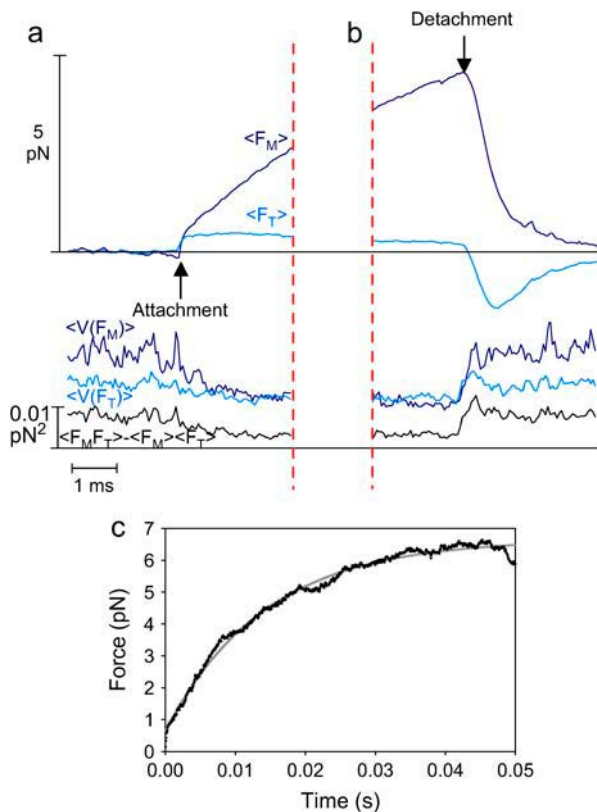 a
b
Detachment
5
pN
<F_M>
<F_T>
Attachment
<V(F_M)>
<V(F_T)>
0.01
pN²
<F_MF_T>-<F_M><F_T>
1 ms
c
7
6
5
4
3
2
1
0
Force (pN)
0.00 0.01 0.02 0.03 0.04 0.05
Time (s)